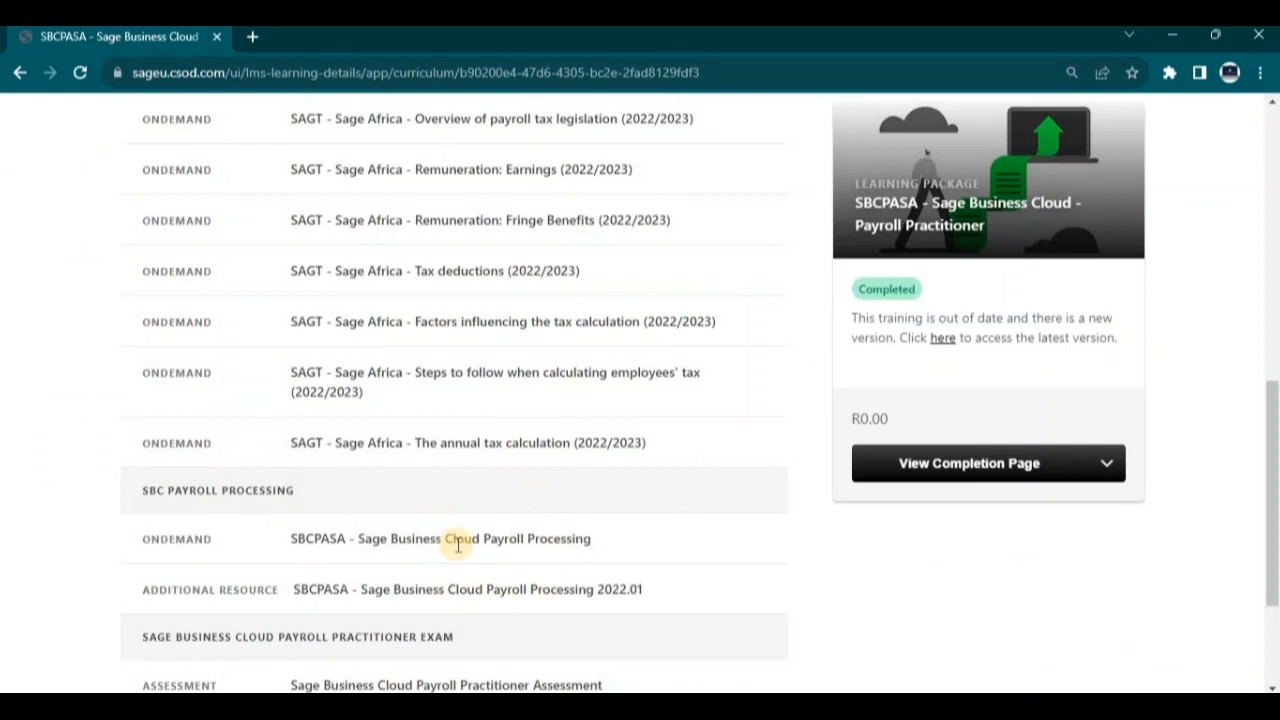 SBCPASA - Sage Business Cloud
sageu.csod.com/ui/lms-learning-details/app/curriculum/b90200e4-47d6-4305-bc2e-2fad8129fdf3
ONDEMAND SAGT - Sage Africa - Overview of payroll tax legislation (2022/2023)
ONDEMAND SAGT - Sage Africa - Remuneration: Earnings (2022/2023)
ONDEMAND SAGT - Sage Africa - Remuneration: Fringe Benefits (2022/2023)
ONDEMAND SAGT - Sage Africa - Tax deductions (2022/2023)
ONDEMAND SAGT - Sage Africa - Factors influencing the tax calculation (2022/2023)
ONDEMAND SAGT - Sage Africa - Steps to follow when calculating employees' tax
(2022/2023)
ONDEMAND SAGT - Sage Africa - The annual tax calculation (2022/2023)
SBC PAYROLL PROCESSING
ONDEMAND SBCPASA - Sage Business Cloud Payroll Processing
ADDITIONAL RESOURCE SBCPASA - Sage Business Cloud Payroll Processing 2022.01
SAGE BUSINESS CLOUD PAYROLL PRACTITIONER EXAM
ASSESSMENT Sage Business Cloud Payroll Practitioner Assessment
LEARNING PACKAGE
SBCPASA - Sage Business Cloud -
Payroll Practitioner
Completed
This training is out of date and there is a new
version. Click here to access the latest version.
R0.00
View Completion Page